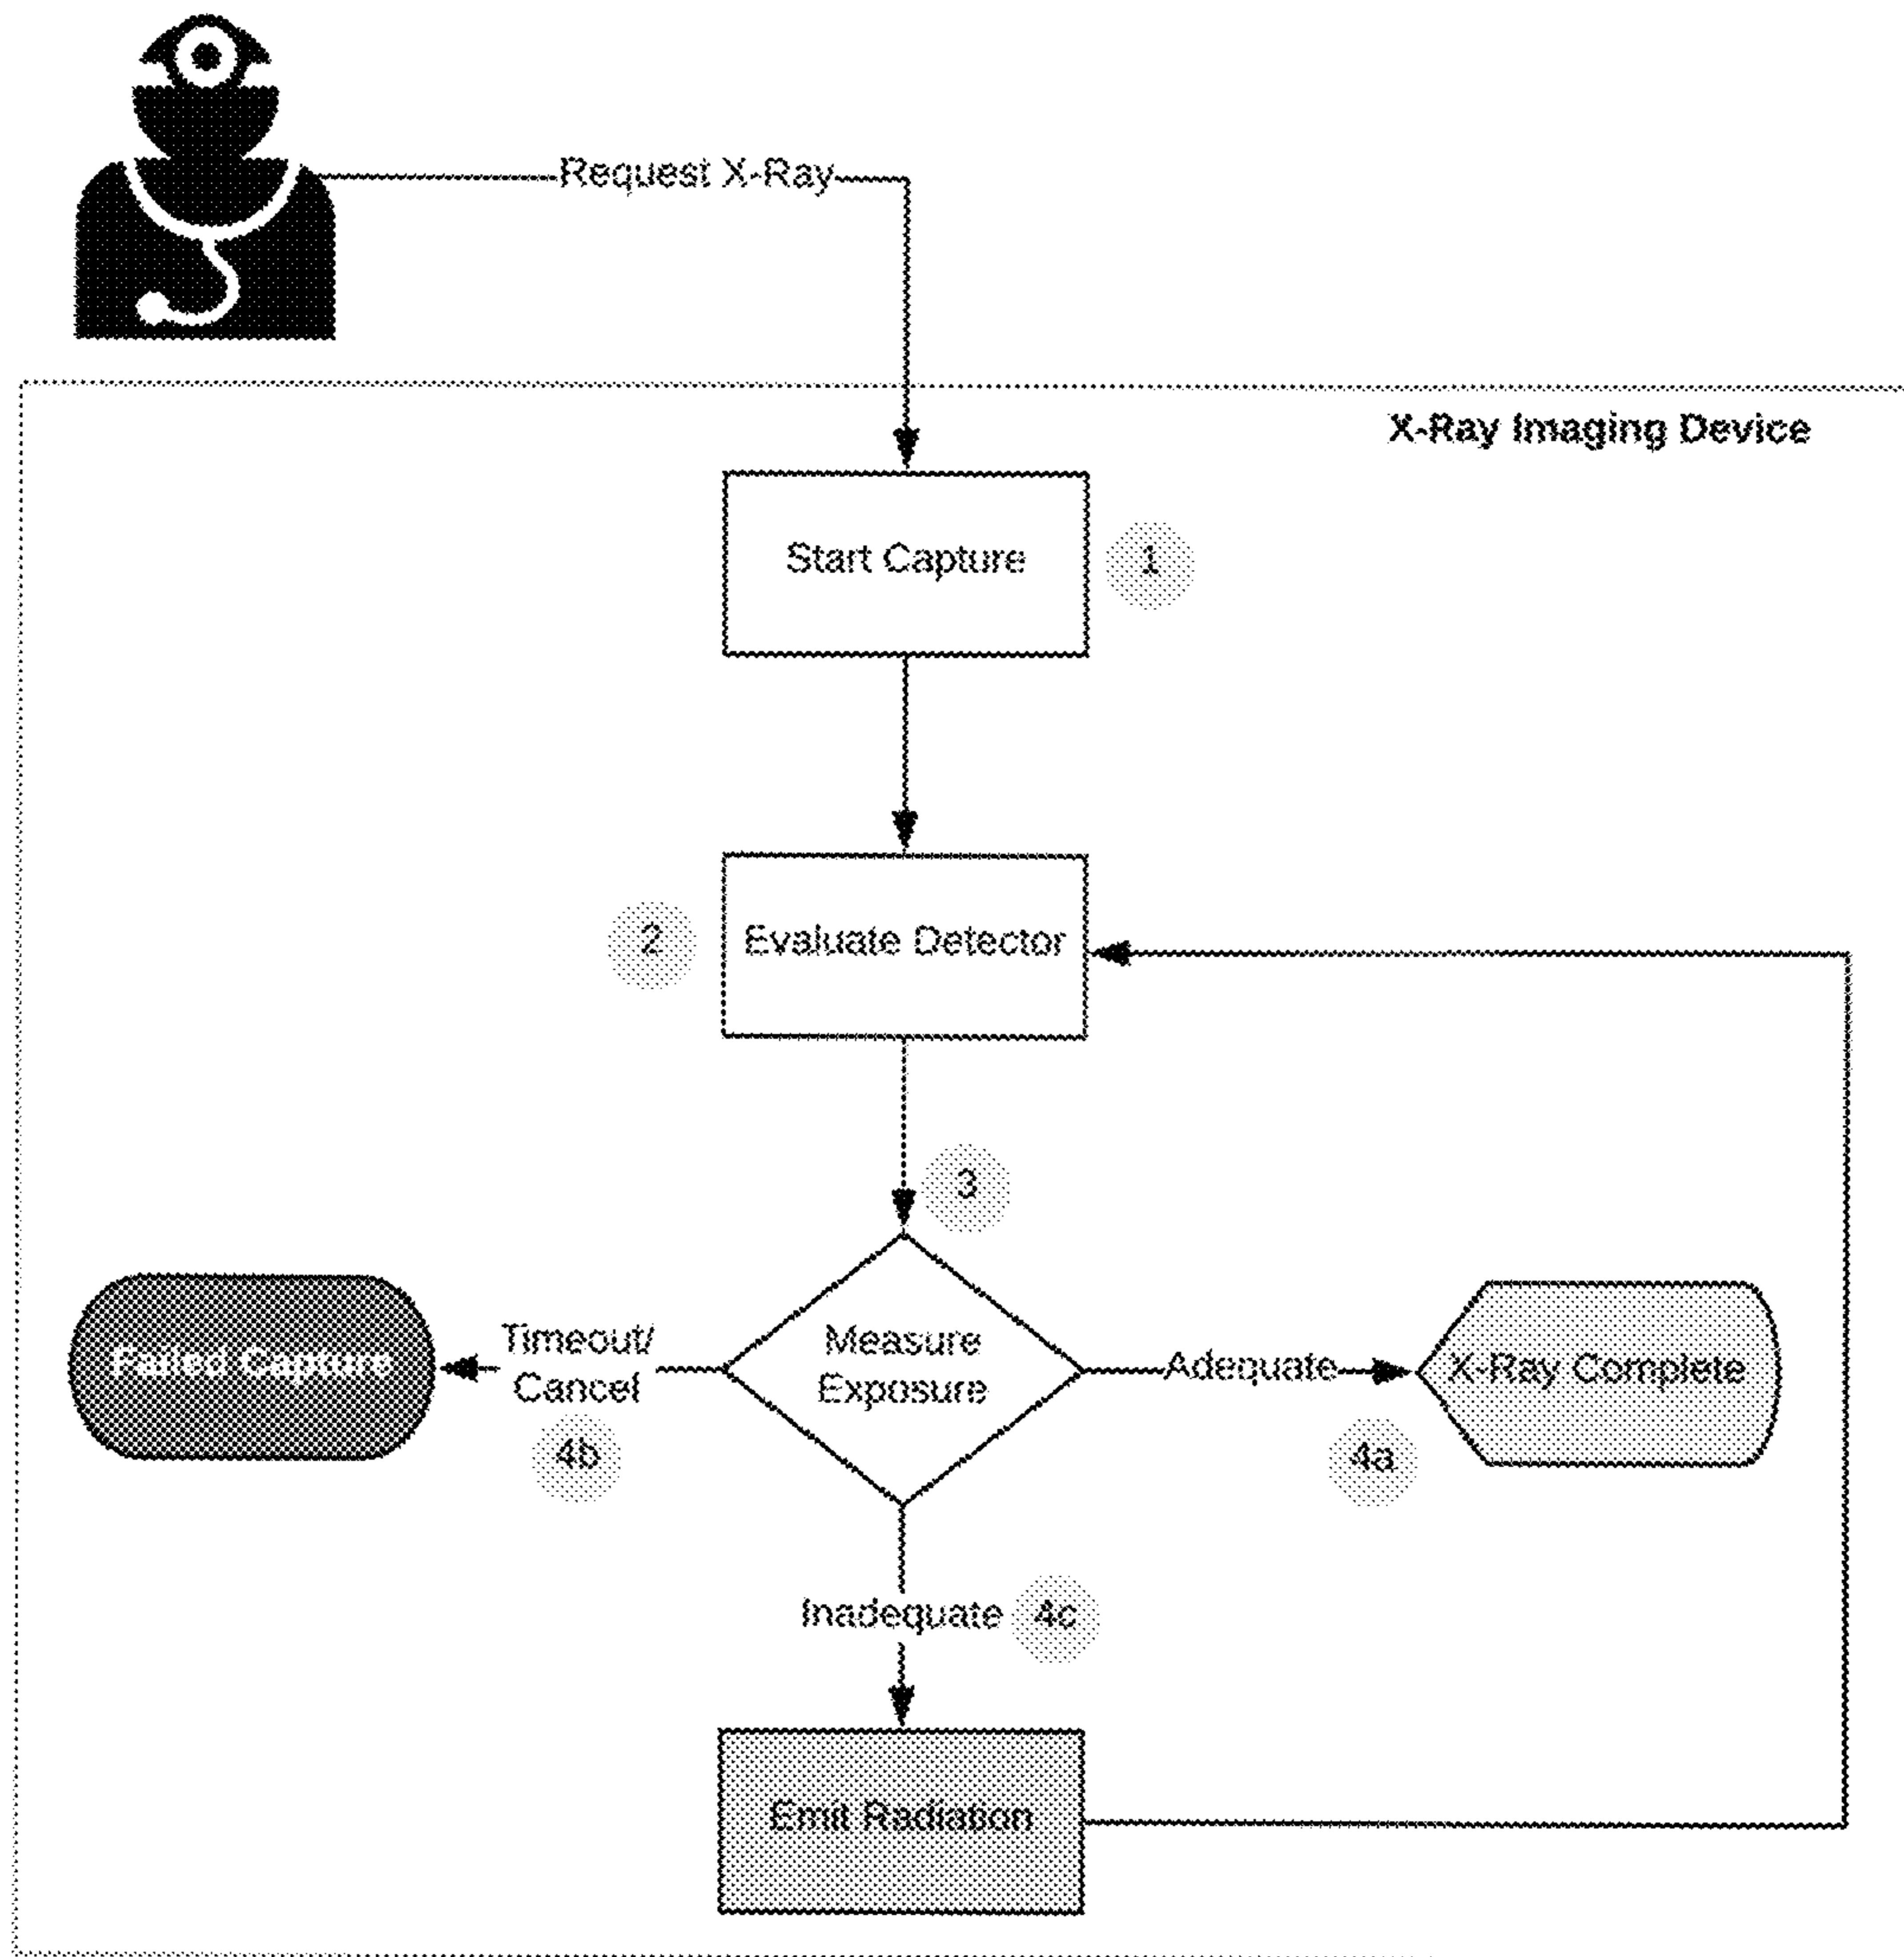 Request X-Ray
X-Ray Imaging Device
Start Capture
1
2
Evaluate Detector
3
Failed Capture
Timeout/
Cancel
4b
Measure
Exposure
Adequate
4a
X-Ray Complete
Inadequate
4c
Emit Radiation